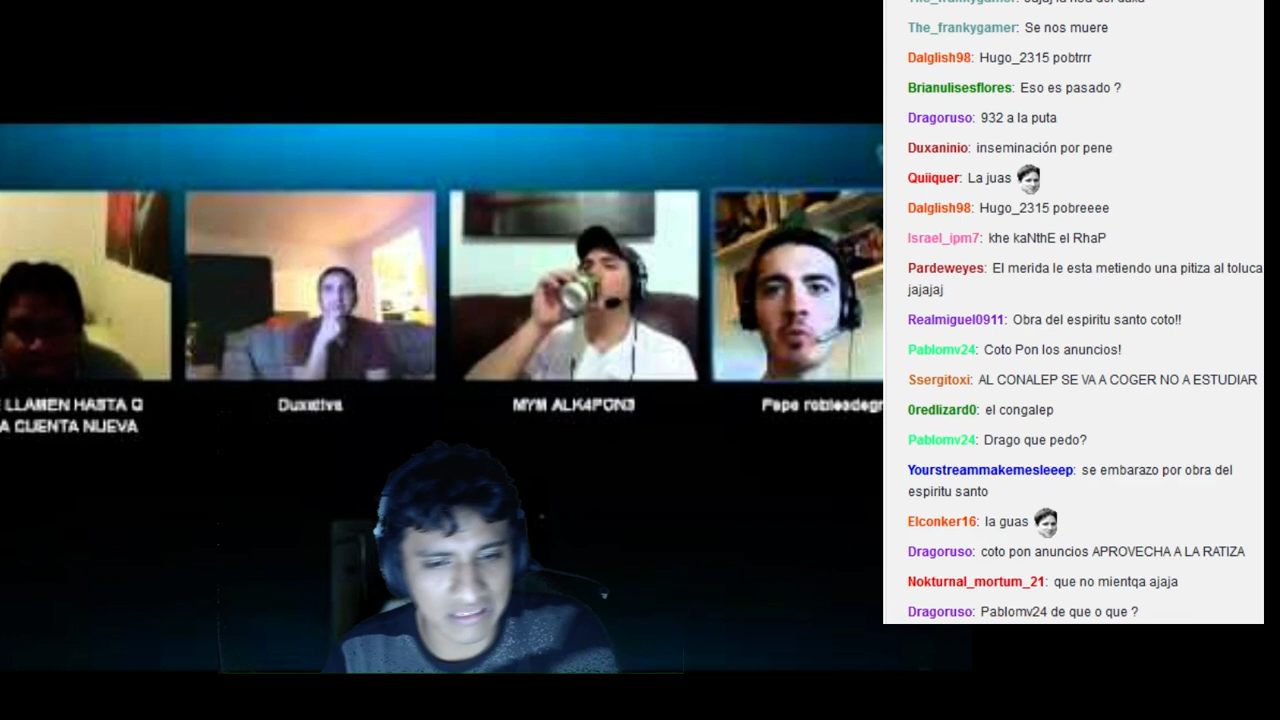 LLAMEN HASTA Q
A CUENTA NUEVA
Duxativa
MYM ALK4PON3
Pepe roblesdegr
The_frankygamer: Se nos muere
Dalglish98: Hugo_2315 pobtrrr
Brianulisesflores: Eso es pasado ?
Dragoruso: 932 a la puta
Duxaninio: inseminación por pene
Quiiquer: La juas
Dalglish98: Hugo_2315 pobreeee
Israel_ipm7: khe kaNthE el RhaP
Pardeweyes: El merida le esta metiendo una pitiza al toluca
jajajaj
Realmiguel0911: Obra del espiritu santo coto!!
Pablomv24: Coto Pon los anuncios!
Ssergitoxi: AL CONALEP SE VA A COGER NO A ESTUDIAR
0redlizard0: el congalep
Pablomv24: Drago que pedo?
Yourstreammakemesleeep: se embarazo por obra del
espiritu santo
Elconker16: la guas
Dragoruso: coto pon anuncios APROVECHA A LA RATIZA
Nokturnal_mortum_21: que no mientqa ajaja
Dragoruso: Pablomv24 de que o que ?